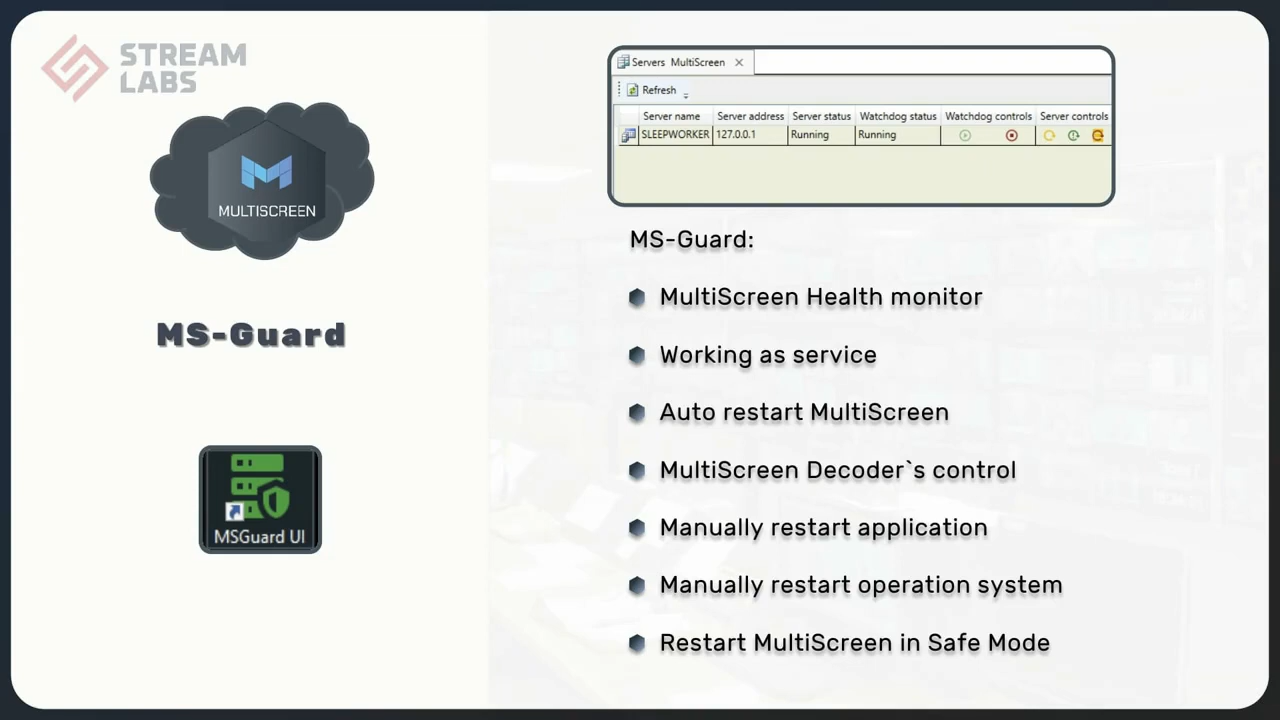 STREAM
LABS
MULTISCREEN
MS-Guard
MSGuard UI
Servers MultiScreen
Refresh
Server name Server address Server status Watchdog status Watchdog controls Server controls
SLEEPWORKER 127.0.0.1 Running Running
MS-Guard:
MultiScreen Health monitor
Working as service
Auto restart MultiScreen
MultiScreen Decoder`s control
Manually restart application
Manually restart operation system
Restart MultiScreen in Safe Mode